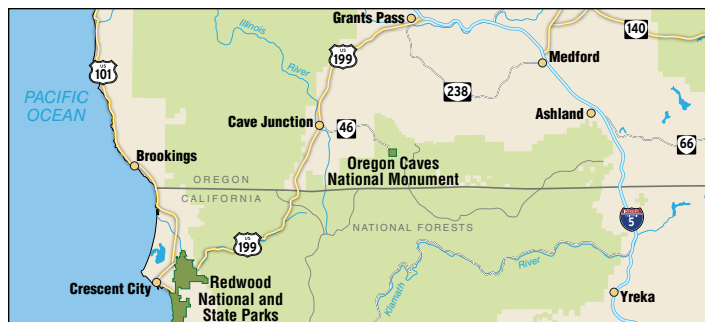 Grants Pass
140
Illinois
River
US
199
US
101
Medford
238
PACIFIC
OCEAN
Ashland
Cave Junction
46
66
Oregon Caves
National Monument
Brookings
OREGON
CALIFORNIA
5
NATIONAL FORESTS
US
199
River
Klamath
Redwood
National and
State Parks
Crescent City
Yreka